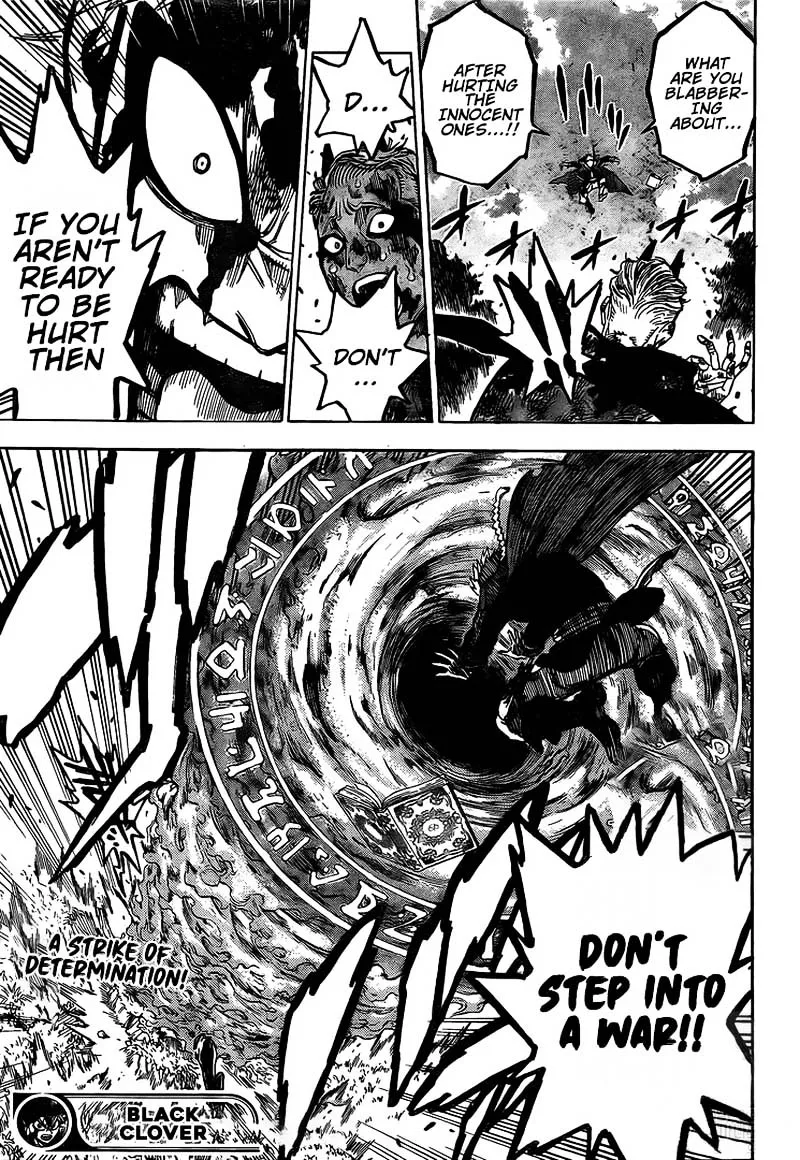 WHAT
ARE YOU
BLABBER-
ING
ABOUT...
AFTER
HURTING
THE
INNOCENT
ONES...!!
D...
DON'T
...
IF YOU
AREN'T
READY
TO BE
HURT
THEN
DON'T
STEP INTO
A WAR!!
A STRIKE OF
DETERMINATION!
BLACK
CLOVER